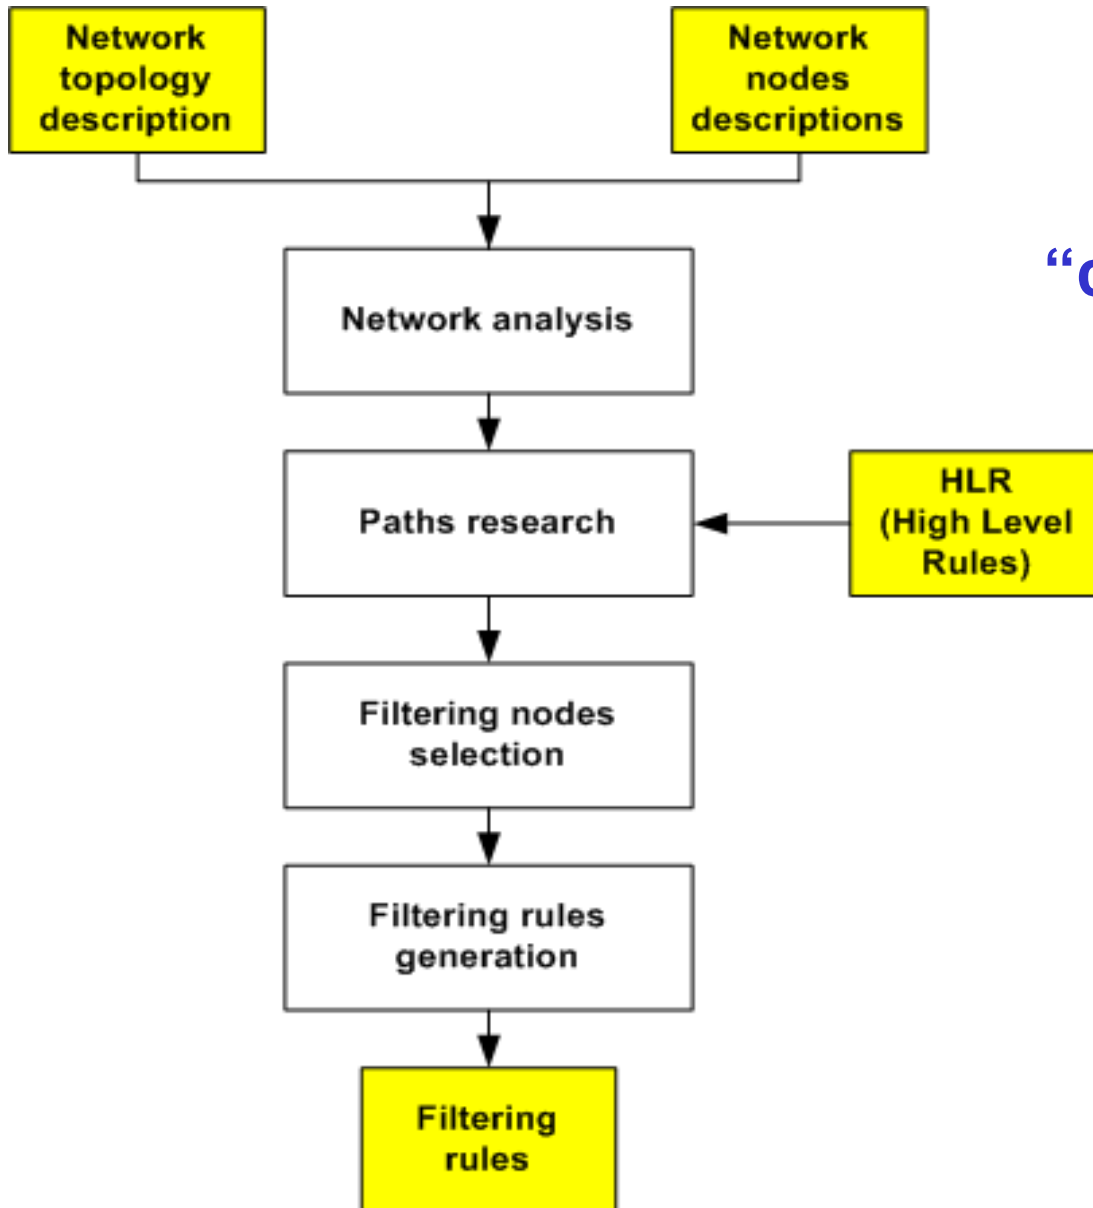 Network
topology
description
Network
nodes
descriptions
Network analysis
Paths research
HLR
(High Level
Rules)
Filtering nodes
selection
Filtering rules
generation
Filtering
rules